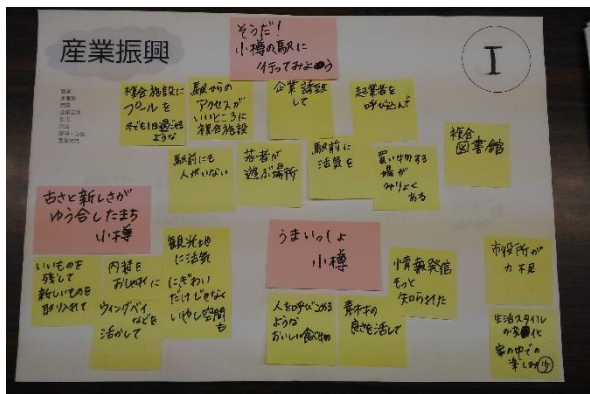 産業振興
I
そうだ!
小樽の駅に
行ってみよう
複合施設に
プールを
子ども1日過ごせる
ような
駅からの
アクセスが
いいところに
複合施設
企業誘致
して
起業者を
呼び込んで
複合
図書館
駅前にも
人がいない
若者が
遊ぶ場所
駅前に
活気を
買い物する
場が
みりょく
ある
古さと新しさが
ゆう合したまち
小樽
いいものを
残して
新しいものを
取り入れて
内装を
おしゃれに
ウィングベイ
などを
活かして
観光地
に活気
にぎわい
だけじゃなく
いやし空間
も
うまいっしょ
小樽
人を呼び込める
ような
おいしい食べ物
素材の
良さを活して
情報発信
もっと
知られた
市役所が
力不足
生活スタイル
が変化
家の中での
楽しみ